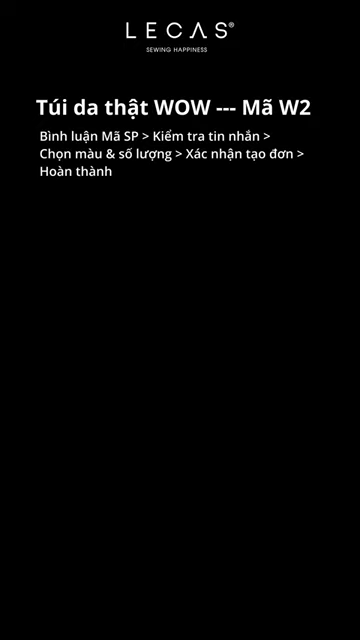 LECAS®
SEWING HAPPINESS
Túi da thật WOW --- Mã W2
Bình luận Mã SP > Kiểm tra tin nhắn >
Chọn màu & số lượng > Xác nhận tạo đơn >
Hoàn thành